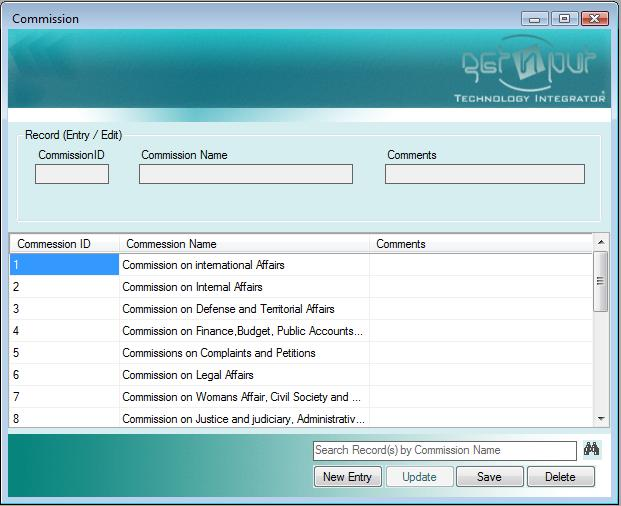 Commission
getnput
TECHNOLOGY INTEGRATOR
Record (Entry / Edit)
CommissionID Commission Name Comments
Commession ID Commession Name Comments
1 Commission on international Affairs
2 Commission on Internal Affairs
3 Commission on Defense and Territorial Affairs
4 Commission on Finance,Budget, Public Accounts...
5 Commissions on Complaints and Petitions
6 Commission on Legal Affairs
7 Commission on Womans Affair, Civil Society and ...
8 Commission on Justice and judiciary, Administrativ...
Search Record(s) by Commission Name
New Entry Update Save Delete